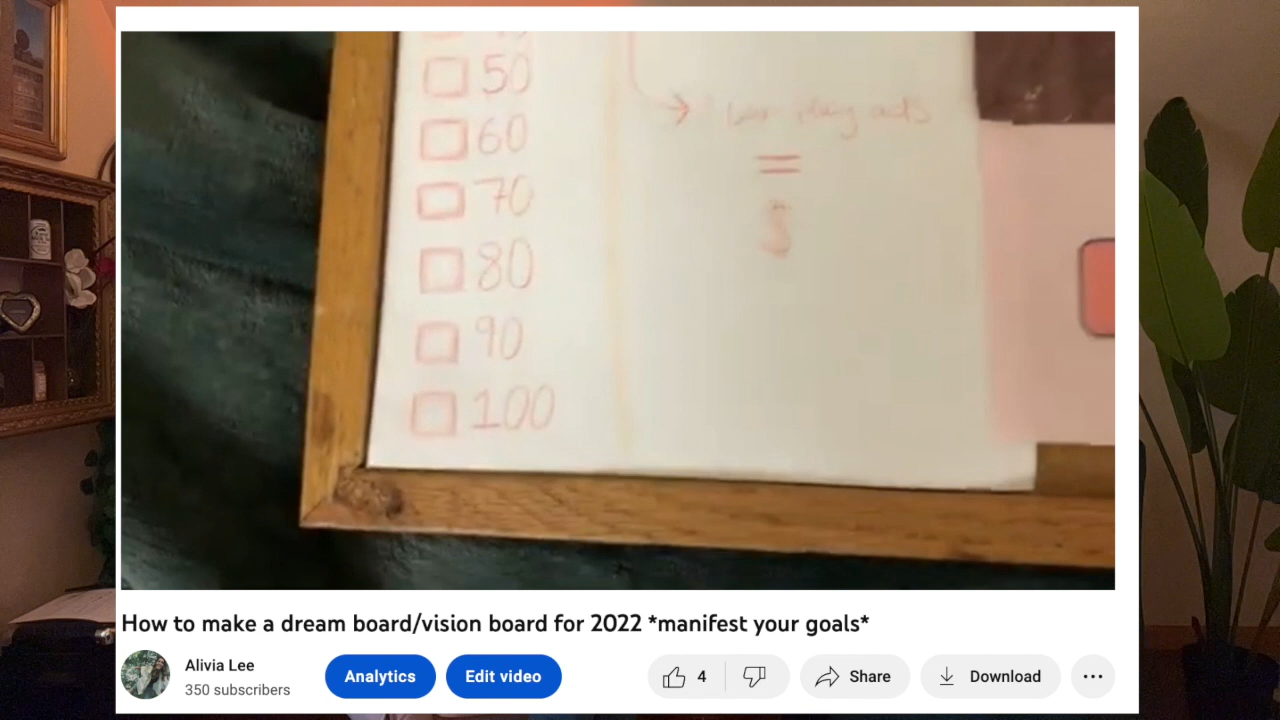 50
60
70
80
90
100
=
$
How to make a dream board/vision board for 2022 *manifest your goals*
Alivia Lee
350 subscribers
Analytics
Edit video
4
Share
Download